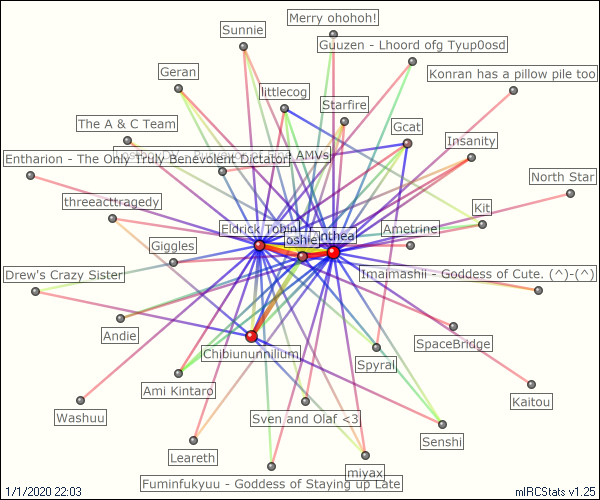 Merry ohohoh!
Sunnie
Guuzen - Lhoord ofg Tyup0osd
Geran
Konran has a pillow pile too
littlecog
Starfire
The A & C Team
Gcat
Insanity
AMVs
Entharion - The Only Truly Benevolent Dictator
North Star
threeacttragedy
Kit
Eldrick Tobin
Ametrine
oshie
Giggles
Imaimashii - Goddess of Cute. (^)-(^)
Drew's Crazy Sister
Andie
SpaceBridge
Chibiununnilium
Spyral
Ami Kintaro
Kaitou
Washuu
Sven and Olaf <3
Senshi
Leareth
miyax
Fuminfukyuu - Goddess of Staying up Late
1/1/2020 22:03
mIRCStats v1.25